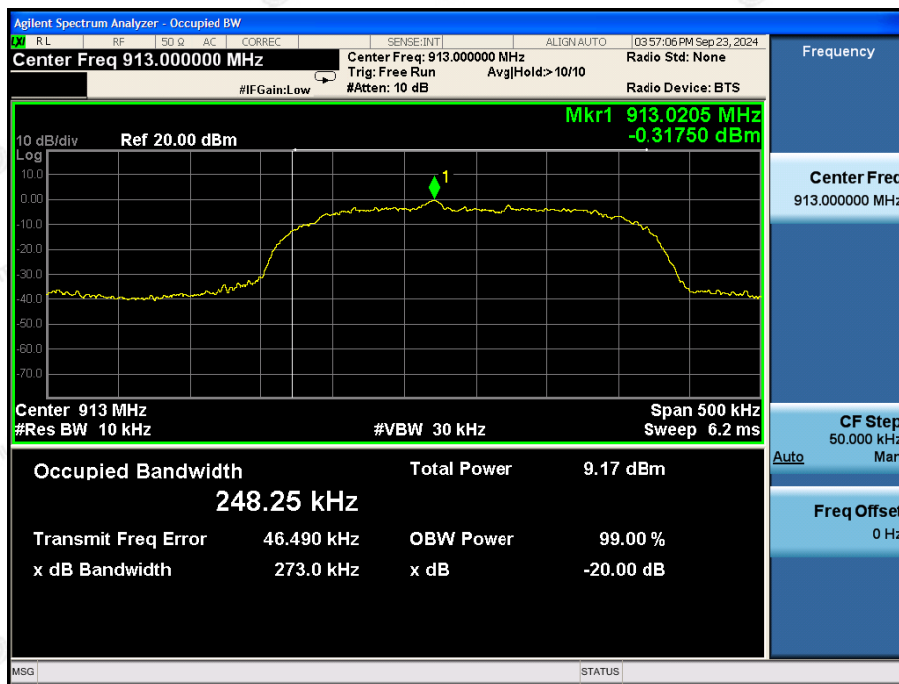 Agilent Spectrum Analyzer - Occupied BW
LXI RL RF 50 Ω AC CORREC SENSE:INT ALIGN AUTO 03:57:06 PM Sep 23, 2024
Center Freq 913.000000 MHz
Center Freq: 913.000000 MHz
Radio Std: None
Trig: Free Run Avg|Hold:>10/10
#IFGain:Low
#Atten: 10 dB
Radio Device: BTS
Mkr1 913.0205 MHz
-0.31750 dBm
10 dB/div Ref 20.00 dBm
Log
10.0
1
0.00
-10.0
-20.0
-30.0
-40.0
-50.0
-60.0
-70.0
Center 913 MHz Span 500 kHz
#Res BW 10 kHz #VBW 30 kHz Sweep 6.2 ms
Occupied Bandwidth Total Power 9.17 dBm
248.25 kHz
Transmit Freq Error 46.490 kHz OBW Power 99.00 %
x dB Bandwidth 273.0 kHz x dB -20.00 dB
MSG STATUS
Frequency
Center Freq
913.000000 MHz
CF Step
50.000 kHz
Auto Man
Freq Offset
0 Hz